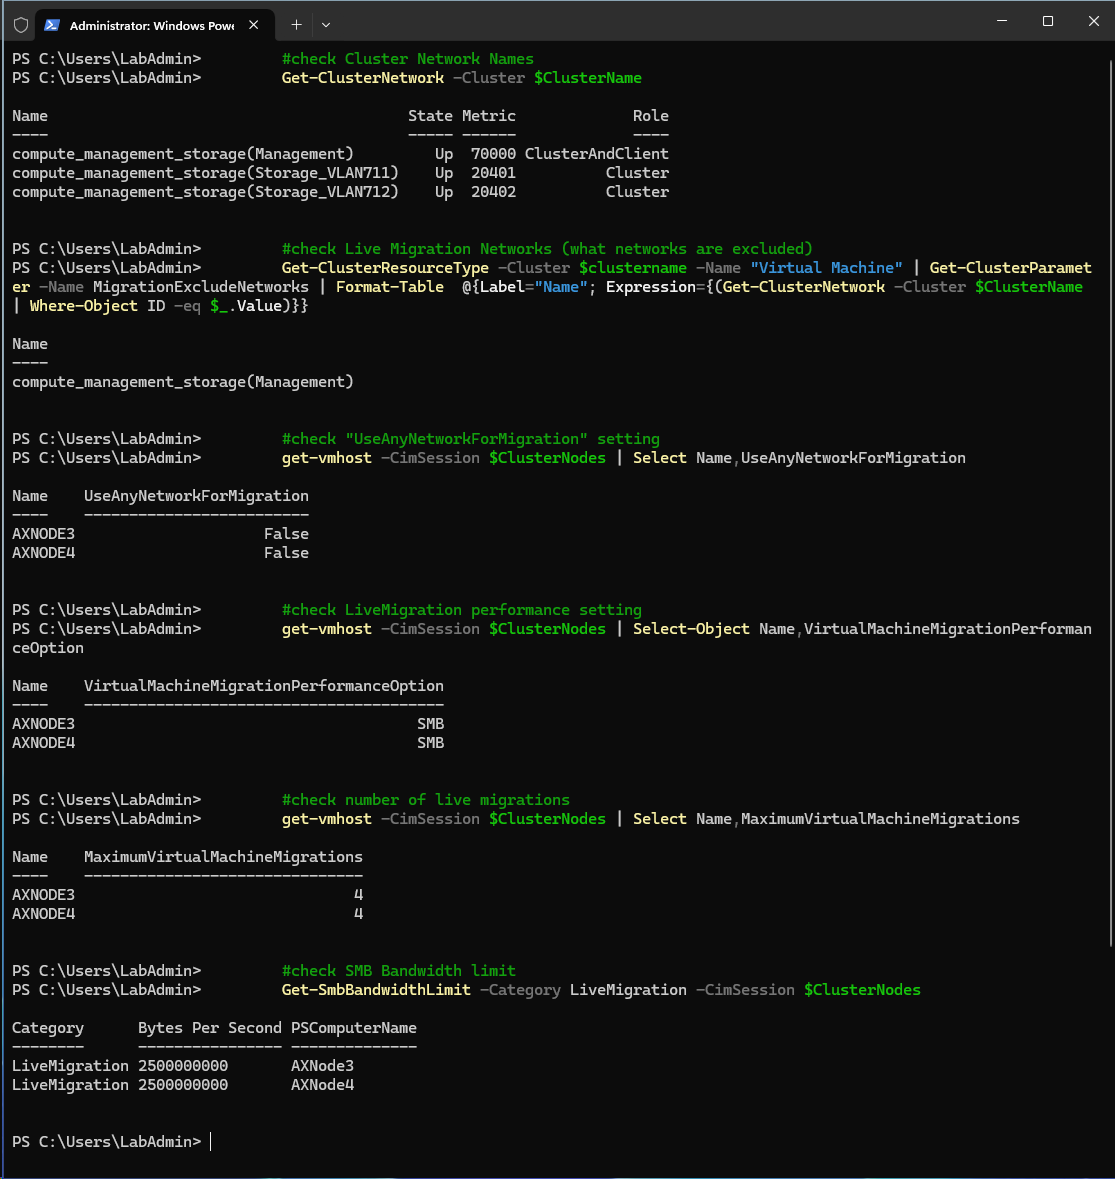 Administrator: Windows Powe
PS C:\Users\LabAdmin>         #check Cluster Network Names
PS C:\Users\LabAdmin>         Get-ClusterNetwork -Cluster $ClusterName
Name                                        State Metric             Role
----                                        ----- ------             ----
compute_management_storage(Management)         Up  70000 ClusterAndClient
compute_management_storage(Storage_VLAN711)    Up  20401          Cluster
compute_management_storage(Storage_VLAN712)    Up  20402          Cluster
PS C:\Users\LabAdmin>         #check Live Migration Networks (what networks are excluded)
PS C:\Users\LabAdmin>         Get-ClusterResourceType -Cluster $clustername -Name "Virtual Machine" | Get-ClusterParamet
er -Name MigrationExcludeNetworks | Format-Table  @{Label="Name"; Expression={(Get-ClusterNetwork -Cluster $ClusterName
| Where-Object ID -eq $_.Value)}}
Name
----
compute_management_storage(Management)
PS C:\Users\LabAdmin>         #check "UseAnyNetworkForMigration" setting
PS C:\Users\LabAdmin>         get-vmhost -CimSession $ClusterNodes | Select Name,UseAnyNetworkForMigration
Name    UseAnyNetworkForMigration
----    -------------------------
AXNODE3                     False
AXNODE4                     False
PS C:\Users\LabAdmin>         #check LiveMigration performance setting
PS C:\Users\LabAdmin>         get-vmhost -CimSession $ClusterNodes | Select-Object Name,VirtualMachineMigrationPerforman
ceOption
Name    VirtualMachineMigrationPerformanceOption
----    ----------------------------------------
AXNODE3                                      SMB
AXNODE4                                      SMB
PS C:\Users\LabAdmin>         #check number of live migrations
PS C:\Users\LabAdmin>         get-vmhost -CimSession $ClusterNodes | Select Name,MaximumVirtualMachineMigrations
Name    MaximumVirtualMachineMigrations
----    -------------------------------
AXNODE3                               4
AXNODE4                               4
PS C:\Users\LabAdmin>         #check SMB Bandwidth limit
PS C:\Users\LabAdmin>         Get-SmbBandwidthLimit -Category LiveMigration -CimSession $ClusterNodes
Category      Bytes Per Second PSComputerName
--------      ---------------- --------------
LiveMigration 2500000000       AXNode3
LiveMigration 2500000000       AXNode4
PS C:\Users\LabAdmin>